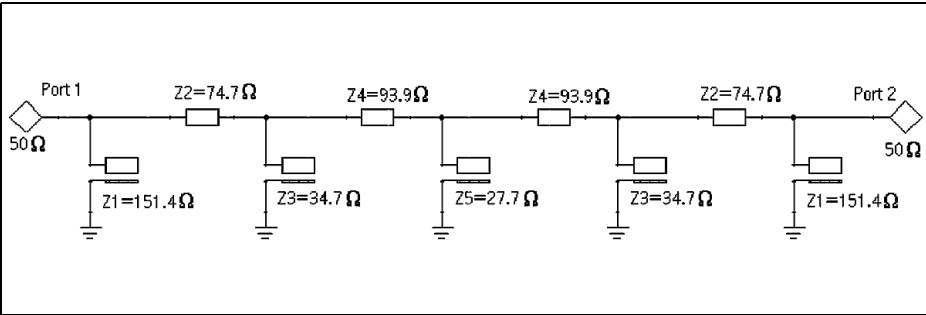 Port 1
Z2=74.7Ω
Z4=93.9Ω
Z4=93.9Ω
Z2=74.7Ω
Port 2
50Ω
50Ω
Z1=151.4Ω
Z3=34.7Ω
Z5=27.7Ω
Z3=34.7Ω
Z1=151.4Ω